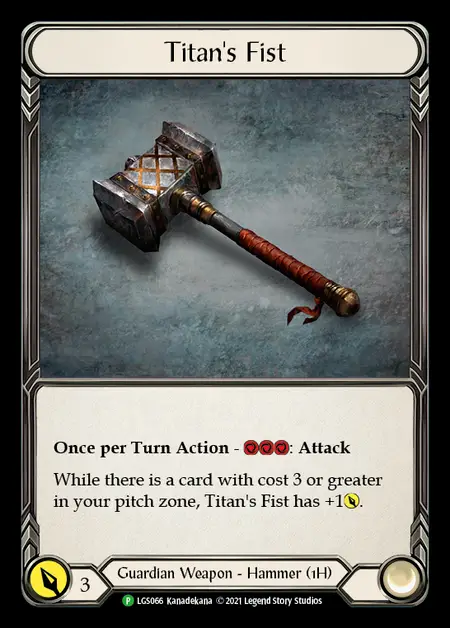 Titan's Fist
Once per Turn Action - : Attack
While there is a card with cost 3 or greater
in your pitch zone, Titan's Fist has +1.
3
Guardian Weapon - Hammer (1H)
P LGS066 Kanadekana © 2021 Legend Story Studios